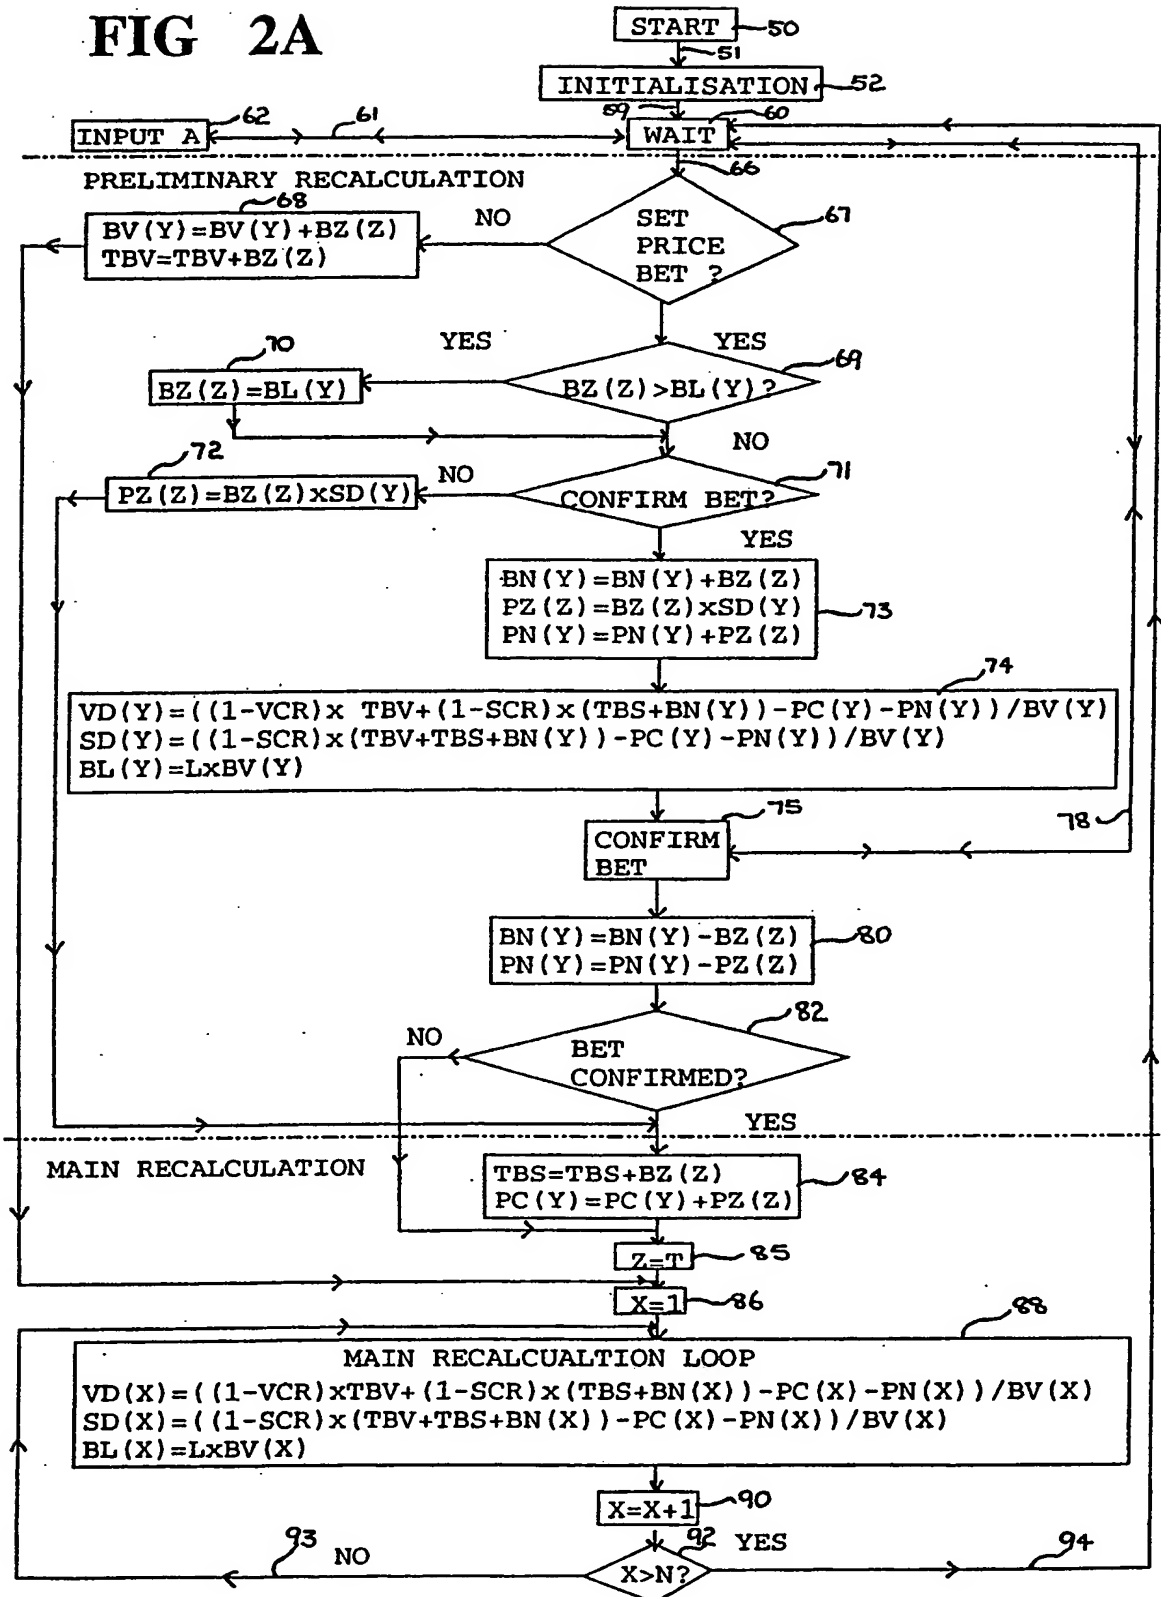 FIG 2A
START 50
51
INITIALISATION 52
59
60
WAIT
62
INPUT A
61
66
PRELIMINARY RECALCULATION
68
BV(Y)=BV(Y)+BZ(Z)
TBV=TBV+BZ(Z)
NO
SET
PRICE
BET ?
67
YES
YES
70
BZ(Z)=BL(Y)
BZ(Z)>BL(Y)?
69
NO
72
PZ(Z)=BZ(Z)xSD(Y)
NO
CONFIRM BET?
71
YES
BN(Y)=BN(Y)+BZ(Z)
PZ(Z)=BZ(Z)xSD(Y)
PN(Y)=PN(Y)+PZ(Z)
73
74
VD(Y)=((1-VCR)x TBV+(1-SCR)x(TBS+BN(Y))-PC(Y)-PN(Y))/BV(Y)
SD(Y)=((1-SCR)x(TBV+TBS+BN(Y))-PC(Y)-PN(Y))/BV(Y)
BL(Y)=LxBV(Y)
75
78
CONFIRM
BET
BN(Y)=BN(Y)-BZ(Z)
PN(Y)=PN(Y)-PZ(Z)
80
82
NO
BET
CONFIRMED?
YES
MAIN RECALCULATION
TBS=TBS+BZ(Z)
PC(Y)=PC(Y)+PZ(Z)
84
Z=T 85
X=1 86
88
MAIN RECALCUALTION LOOP
VD(X)=((1-VCR)xTBV+(1-SCR)x(TBS+BN(X))-PC(X)-PN(X))/BV(X)
SD(X)=((1-SCR)x(TBV+TBS+BN(X))-PC(X)-PN(X))/BV(X)
BL(X)=LxBV(X)
X=X+1 90
93
NO
92
X>N?
YES
94